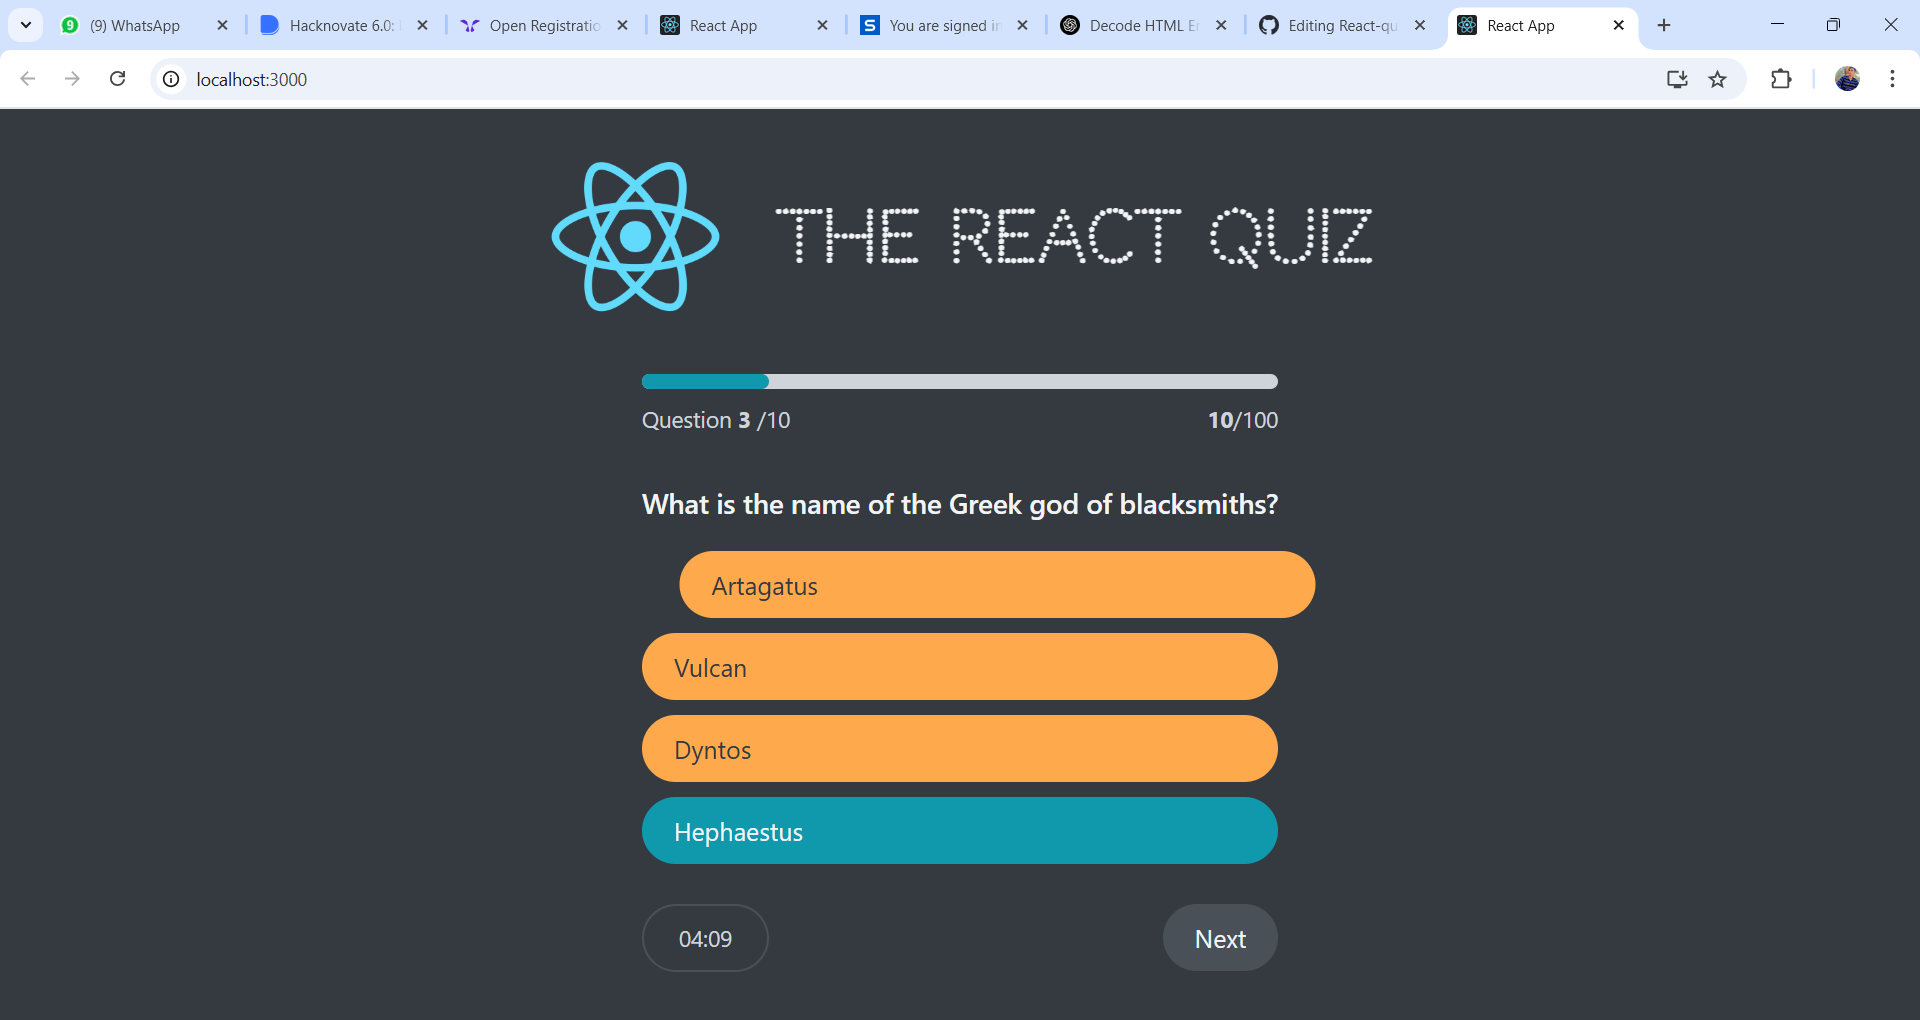 (9) WhatsApp
Hacknovate 6.0:
Open Registratio
React App
You are signed in
Decode HTML En
Editing React-qu
React App
localhost:3000
THE REACT QUIZ
Question 3 /10
10/100
What is the name of the Greek god of blacksmiths?
Artagatus
Vulcan
Dyntos
Hephaestus
04:09
Next